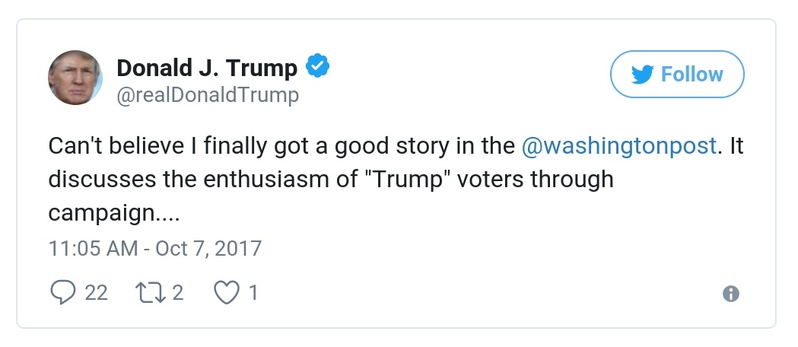 Donald J. Trump
Follow
@realDonaldTrump
Can't believe I finally got a good story in the @washingtonpost. It
discusses the enthusiasm of "Trump" voters through
campaign....
11:05 AM - Oct 7, 2017
22 2 1